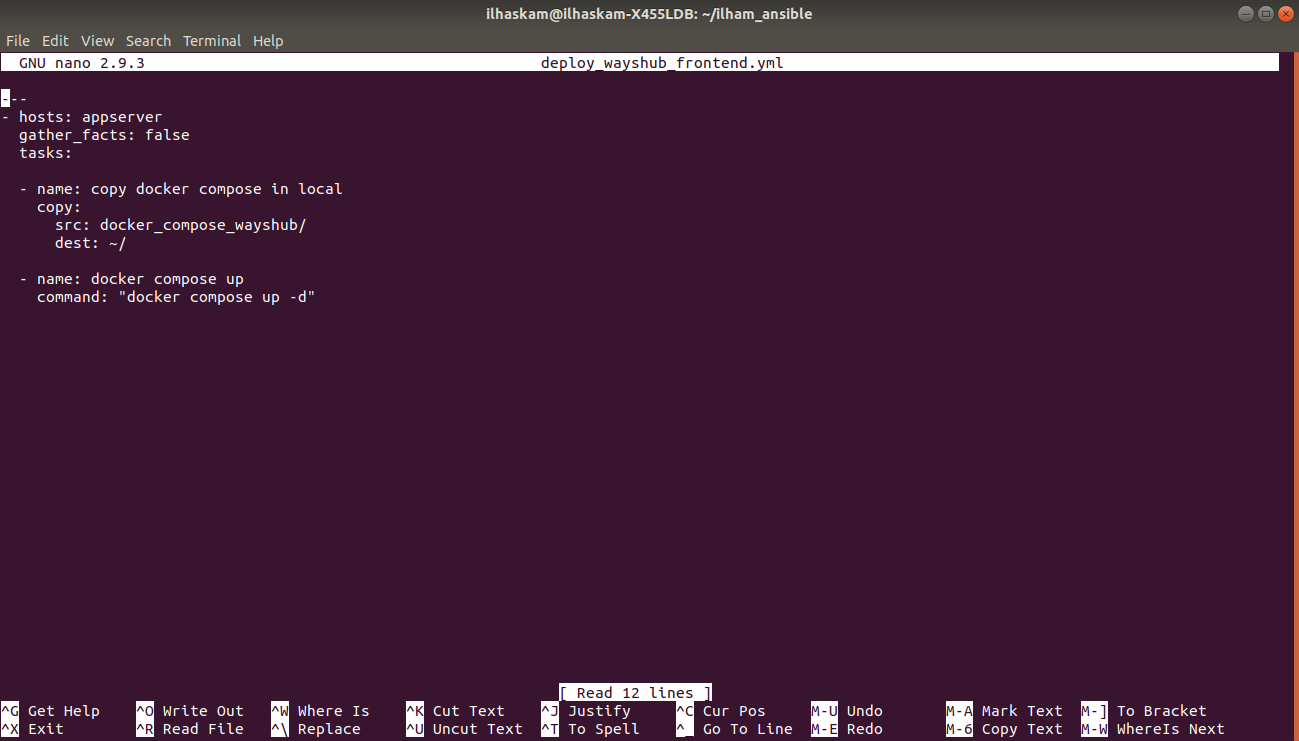 ilhaskam@ilhaskam-X455LDB: ~/ilham_ansible
File Edit View Search Terminal Help
GNU nano 2.9.3 deploy_wayshub_frontend.yml
---
- hosts: appserver
  gather_facts: false
  tasks:
  - name: copy docker compose in local
    copy:
      src: docker_compose_wayshub/
      dest: ~/
  - name: docker compose up
    command: "docker compose up -d"
[ Read 12 lines ]
^G Get Help ^O Write Out ^W Where Is ^K Cut Text ^J Justify ^C Cur Pos M-U Undo M-A Mark Text M-] To Bracket
^X Exit ^R Read File ^\ Replace ^U Uncut Text ^T To Spell ^_ Go To Line M-E Redo M-6 Copy Text M-W WhereIs Next